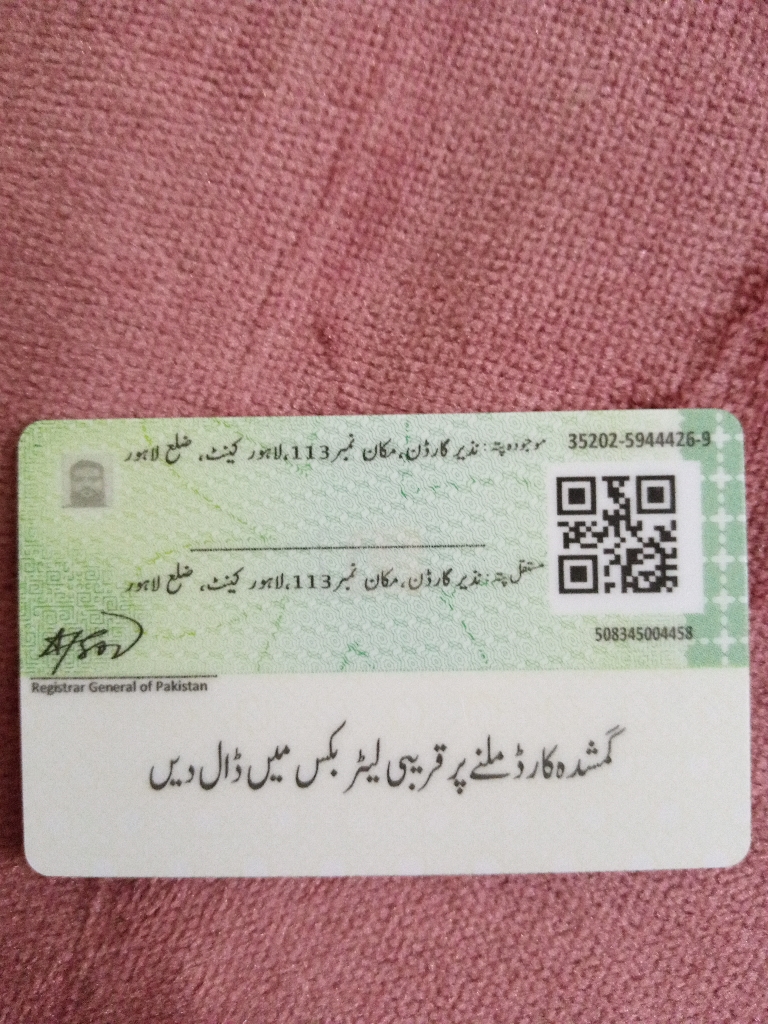 موجودہ پتہ: نذیر گارڈن، مکان نمبر 113، لاہور کینٹ، ضلع لاہور
35202-5944426-9
مستقل پتہ: نذیر گارڈن، مکان نمبر 113، لاہور کینٹ، ضلع لاہور
508345004458
Registrar General of Pakistan
گمشدہ کارڈ ملنے پر قریبی لیٹر بکس میں ڈال دیں